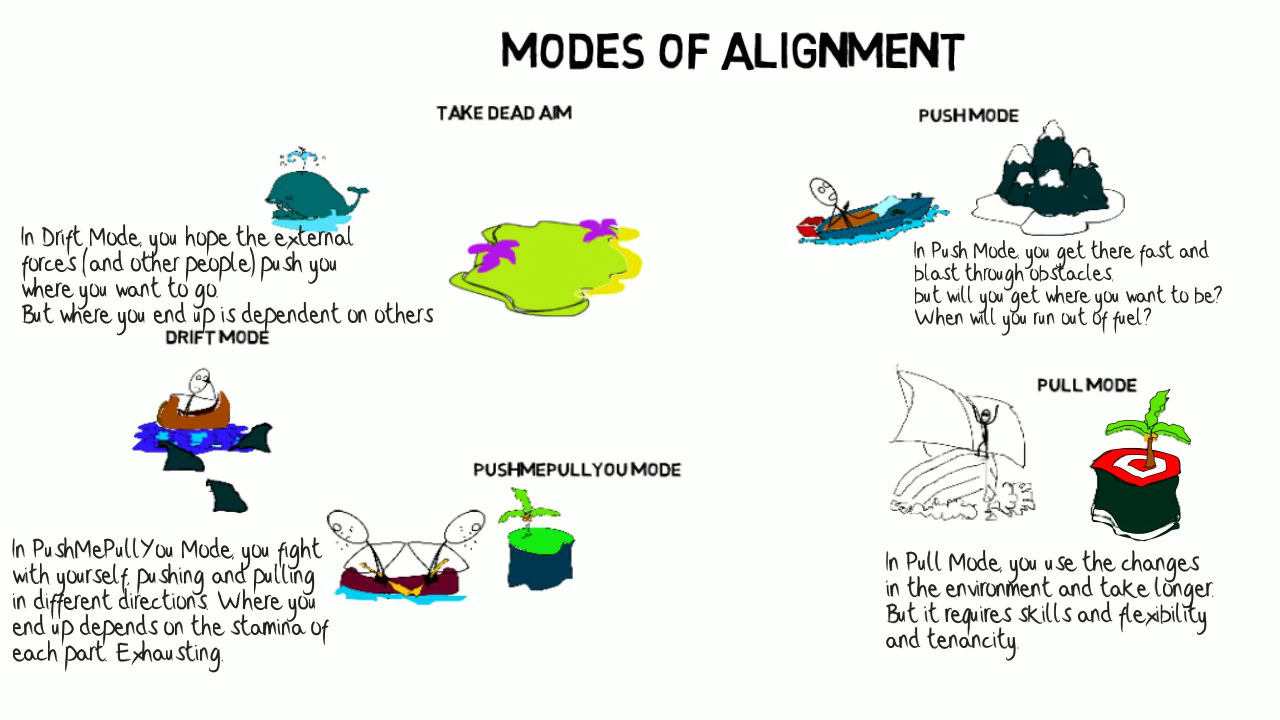 MODES OF ALIGNMENT
TAKE DEAD AIM
PUSH MODE
In Drift Mode, you hope the external
forces (and other people) push you
where you want to go.
But where you end up is dependent on others
DRIFT MODE
In Push Mode, you get there fast and
blast through obstacles.
but will you get where you want to be?
When will you run out of fuel?
PULL MODE
PUSHMEPULLYOU MODE
In PushMePullYou Mode, you fight
with yourself, pushing and pulling
in different directions. Where you
end up depends on the stamina of
each part. Exhausting.
In Pull Mode, you use the changes
in the environment and take longer.
But it requires skills and flexibility
and tenancity.